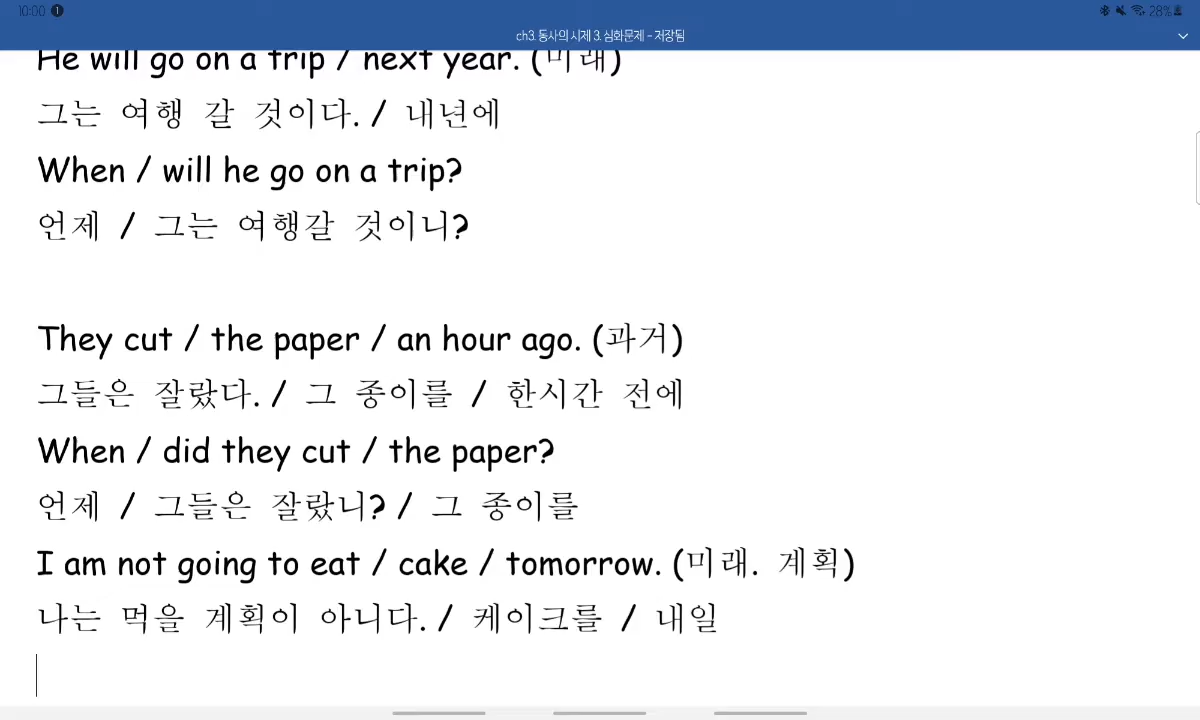 10:00 1 28%
ch3. 동사의 시제 3. 심화문제 - 저장됨
He will go on a trip / next year. (미래)
그는 여행 갈 것이다. / 내년에
When / will he go on a trip?
언제 / 그는 여행갈 것이니?
They cut / the paper / an hour ago. (과거)
그들은 잘랐다. / 그 종이를 / 한시간 전에
When / did they cut / the paper?
언제 / 그들은 잘랐니? / 그 종이를
I am not going to eat / cake / tomorrow. (미래. 계획)
나는 먹을 계획이 아니다. / 케이크를 / 내일